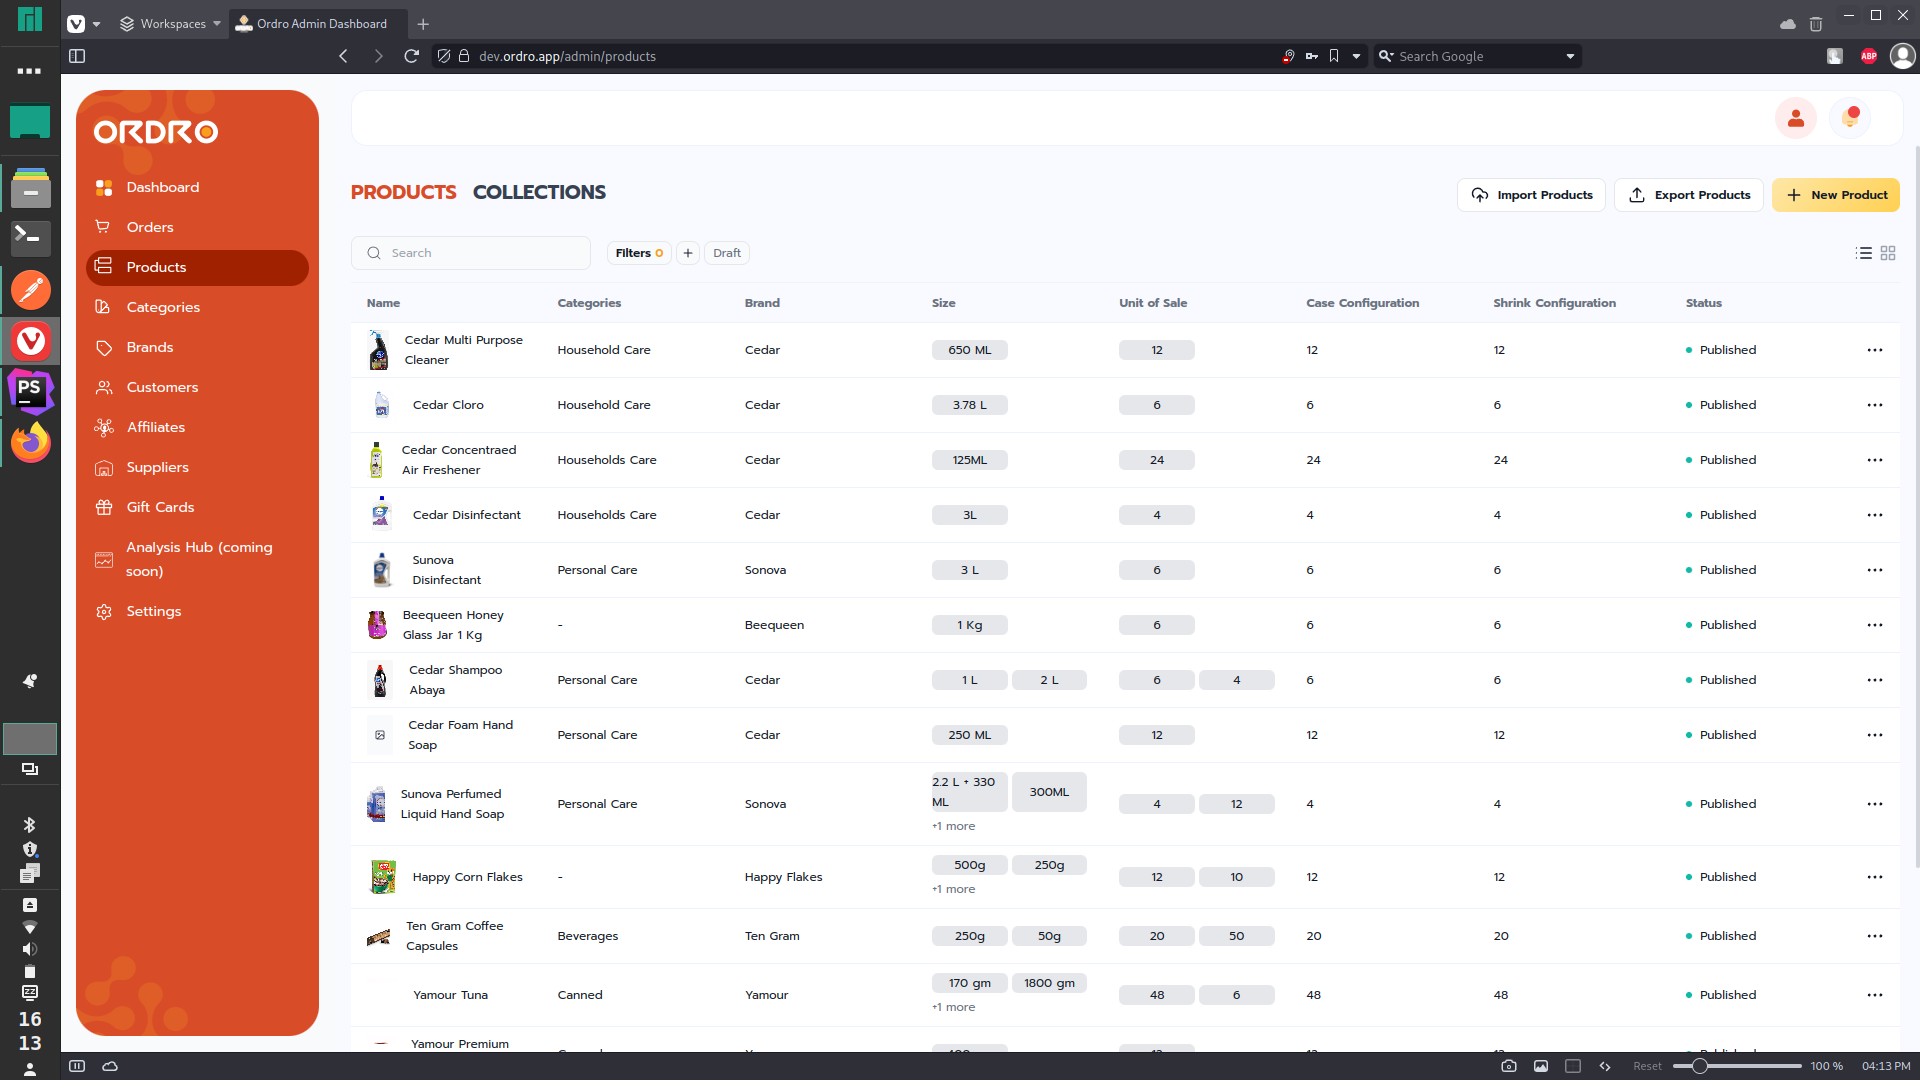 Workspaces
Ordro Admin Dashboard
dev.ordro.app/admin/products
Search Google
ABP
ORDRO
Dashboard
Orders
Products
Categories
Brands
Customers
Affiliates
Suppliers
Gift Cards
Analysis Hub (coming
soon)
Settings
PS
16
13
PRODUCTS COLLECTIONS
Import Products
Export Products
New Product
Search
Filters 0
Draft
Name Categories Brand Size Unit of Sale Case Configuration Shrink Configuration Status
Cedar Multi Purpose
Cleaner
Household Care Cedar 650 ML 12 12 12 Published
Cedar Cloro Household Care Cedar 3.78 L 6 6 6 Published
Cedar Concentraed
Air Freshener
Households Care Cedar 125ML 24 24 24 Published
Cedar Disinfectant Households Care Cedar 3L 4 4 4 Published
Sunova
Disinfectant
Personal Care Sonova 3 L 6 6 6 Published
Beequeen Honey
Glass Jar 1 Kg
- Beequeen 1 Kg 6 6 6 Published
Cedar Shampoo
Abaya
Personal Care Cedar 1 L 2 L 6 4 6 6 Published
Cedar Foam Hand
Soap
Personal Care Cedar 250 ML 12 12 12 Published
Sunova Perfumed
Liquid Hand Soap
Personal Care Sonova 2.2 L + 330
ML
300ML
+1 more
4 12 4 4 Published
Happy Corn Flakes - Happy Flakes 500g 250g
+1 more
12 10 12 12 Published
Ten Gram Coffee
Capsules
Beverages Ten Gram 250g 50g 20 50 20 20 Published
Yamour Tuna Canned Yamour 170 gm 1800 gm
+1 more
48 6 48 48 Published
Yamour Premium
Reset
100 %
04:13 PM